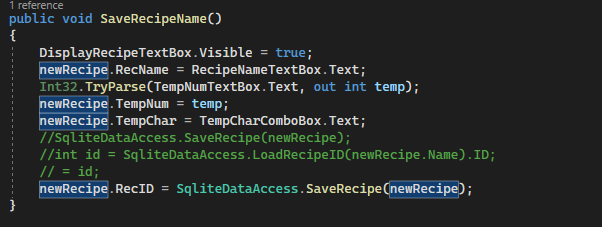 1 reference
public void SaveRecipeName()
{
DisplayRecipeTextBox.Visible = true;
newRecipe.RecName = RecipeNameTextBox.Text;
Int32.TryParse(TempNumTextBox.Text, out int temp);
newRecipe.TempNum = temp;
newRecipe.TempChar = TempCharComboBox.Text;
//SqliteDataAccess.SaveRecipe(newRecipe);
//int id = SqliteDataAccess.LoadRecipeID(newRecipe.Name).ID;
// = id;
newRecipe.RecID = SqliteDataAccess.SaveRecipe(newRecipe);
}